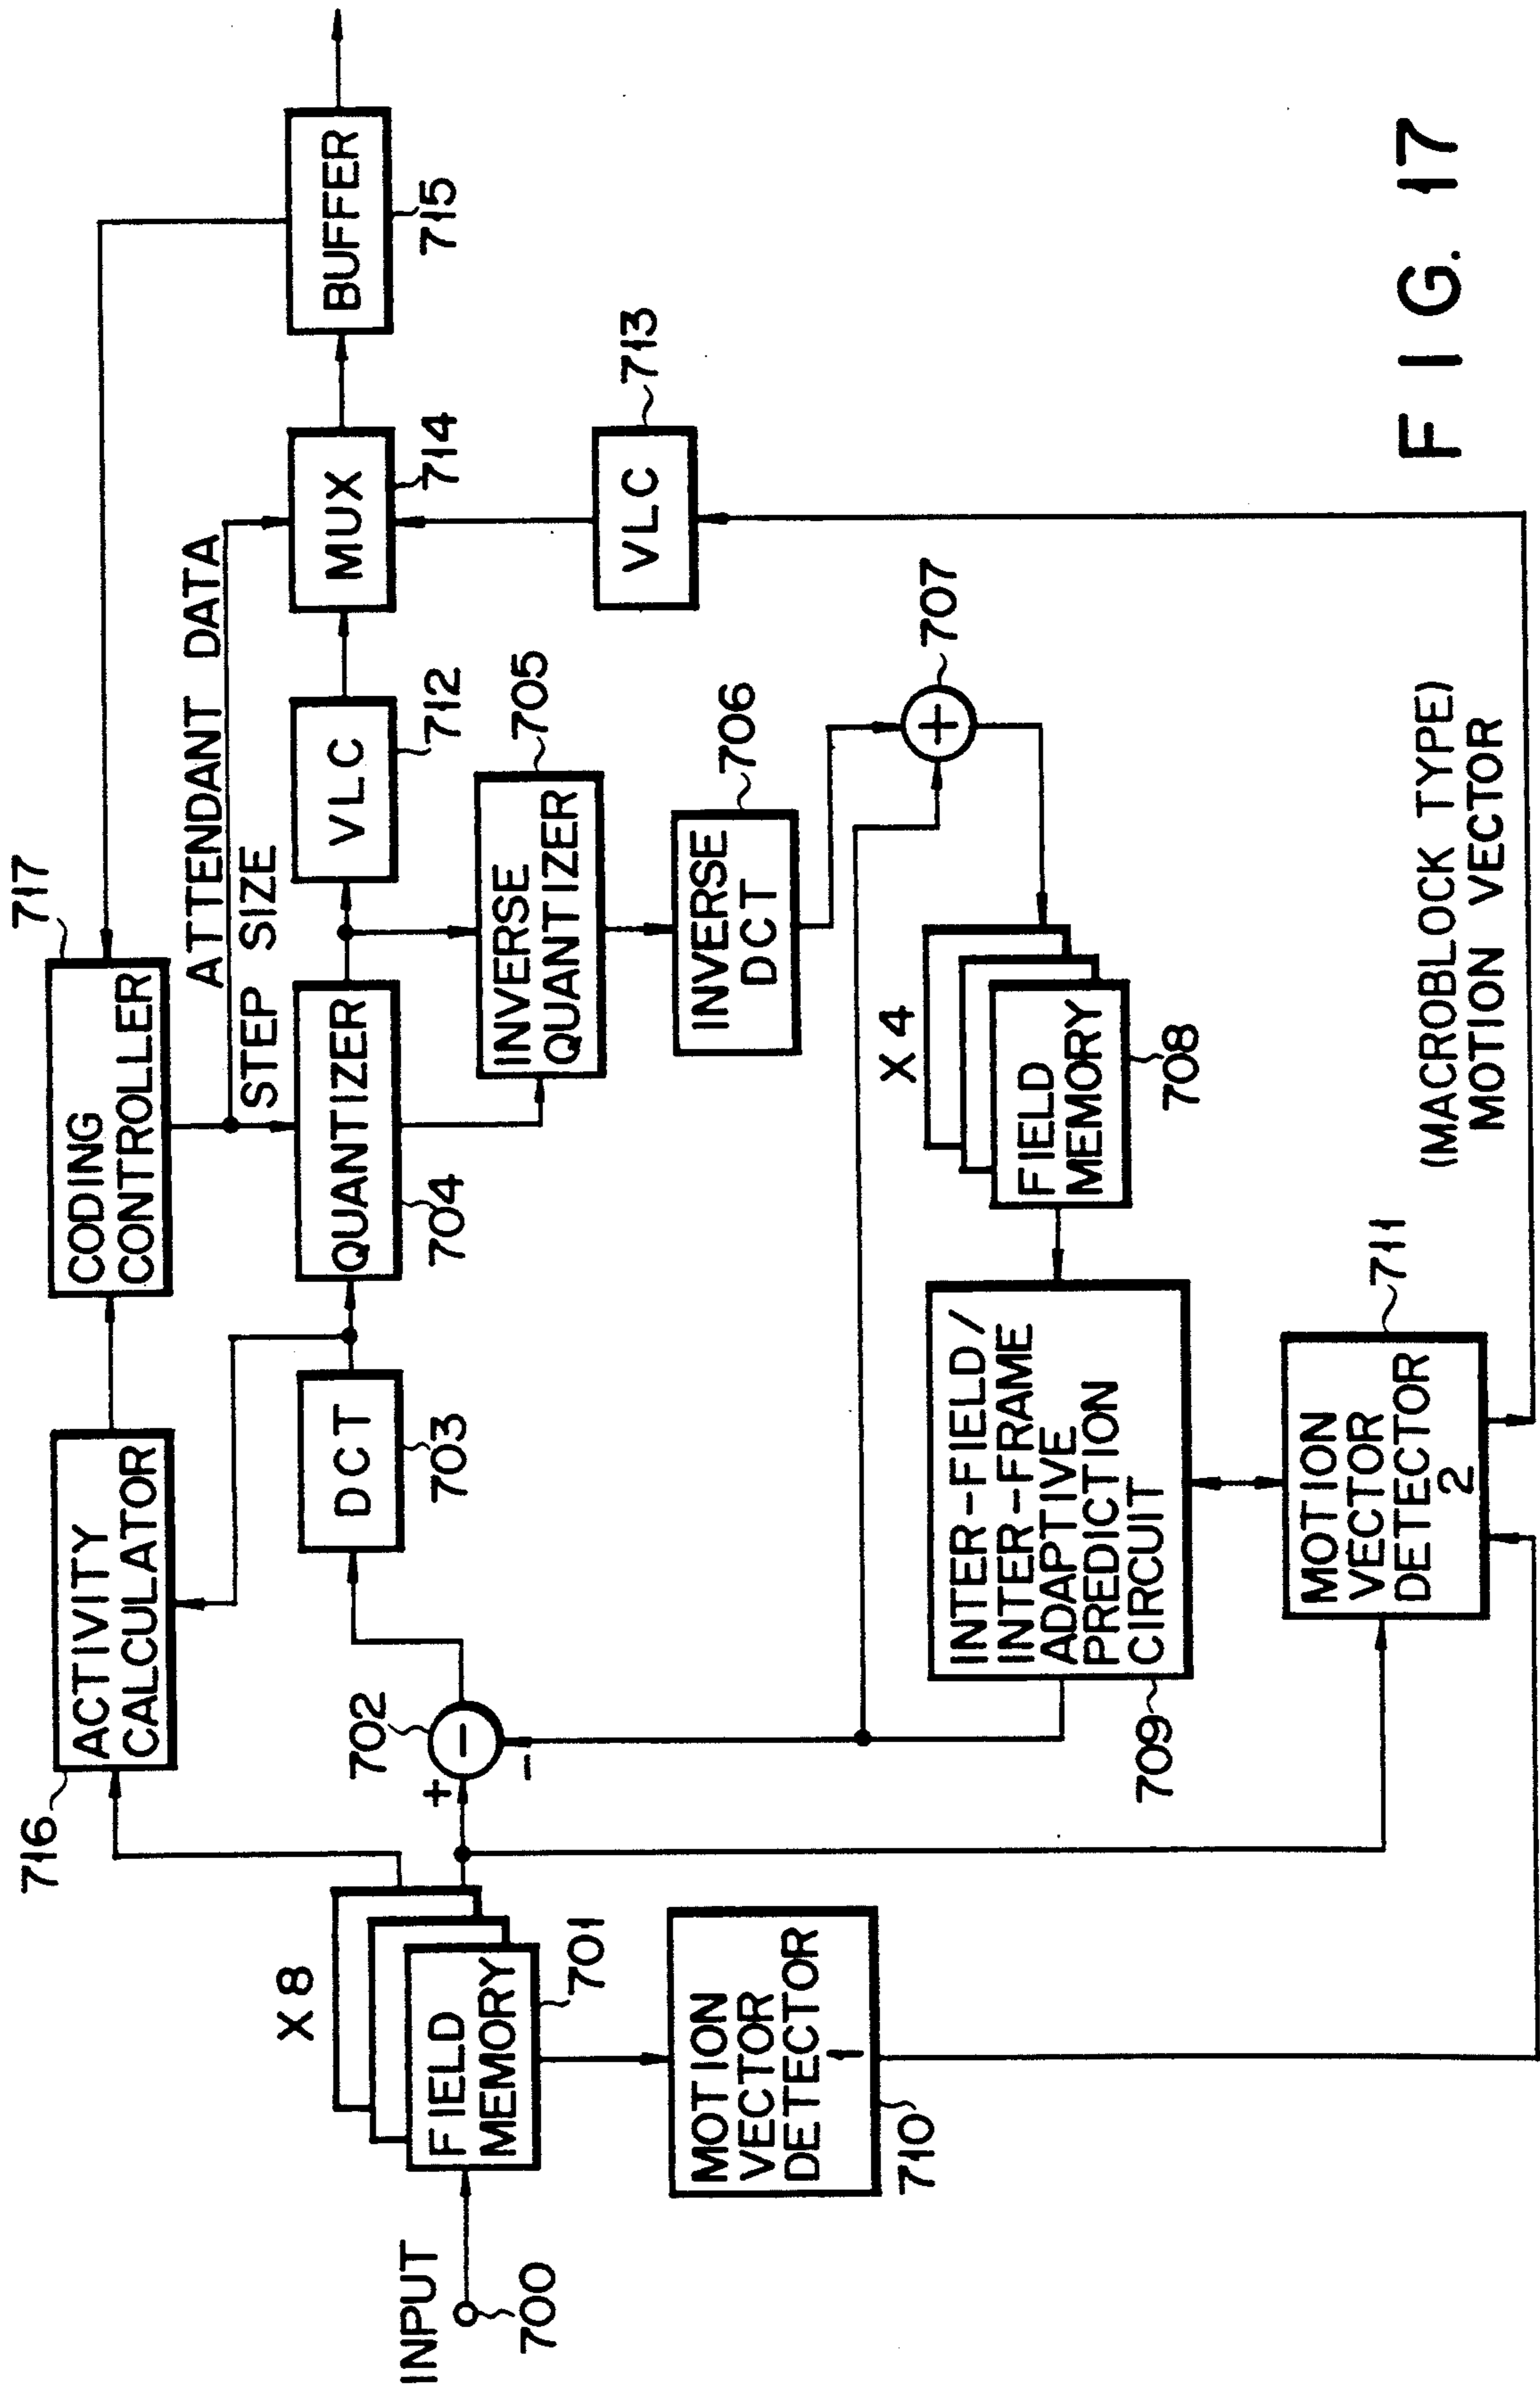 717
716
ACTIVITY
CALCULATOR
CODING
CONTROLLER
ATTENDANT DATA
STEP SIZE
X 8
FIELD
MEMORY
701
INPUT
700
702
+
−
−
DCT
703
QUANTIZER
704
VLC
712
MUX
714
BUFFER
715
INVERSE
QUANTIZER
705
VLC
713
INVERSE
DCT
706
MOTION
VECTOR
DETECTOR
1
710
+
707
X 4
FIELD
MEMORY
708
INTER-FIELD/
INTER-FRAME
ADAPTIVE
PREDICTION
CIRCUIT
709
MOTION
VECTOR
DETECTOR
2
711
(MACROBLOCK TYPE)
MOTION VECTOR
FIG. 17